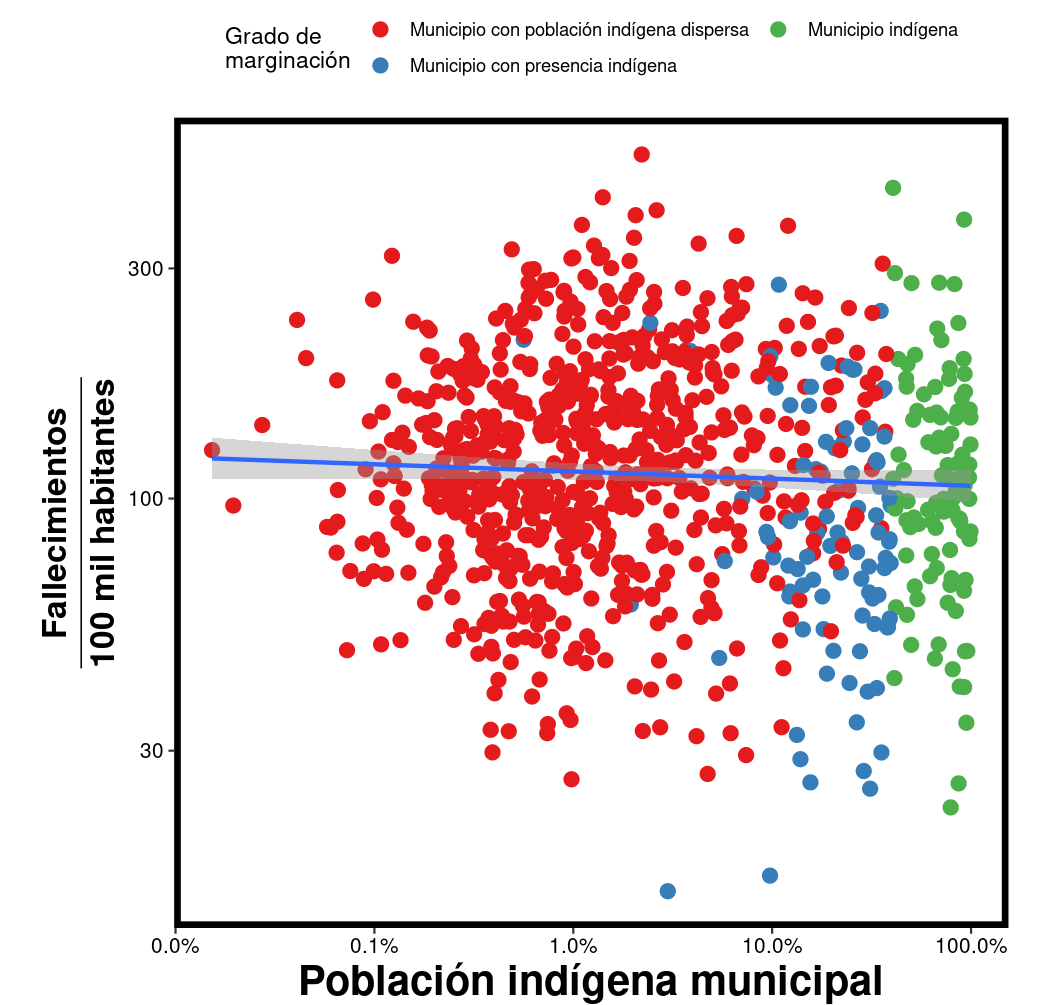 Grado de
marginación
Municipio con población indígena dispersa
Municipio indígena
Municipio con presencia indígena
Fallecimientos
100 mil habitantes
300
100
30
0.0%
0.1%
1.0%
10.0%
100.0%
Población indígena municipal